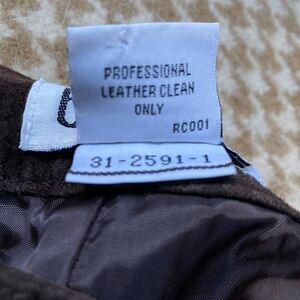 PROFESSIONAL
LEATHER CLEAN
ONLY
RC001
31-2591-1